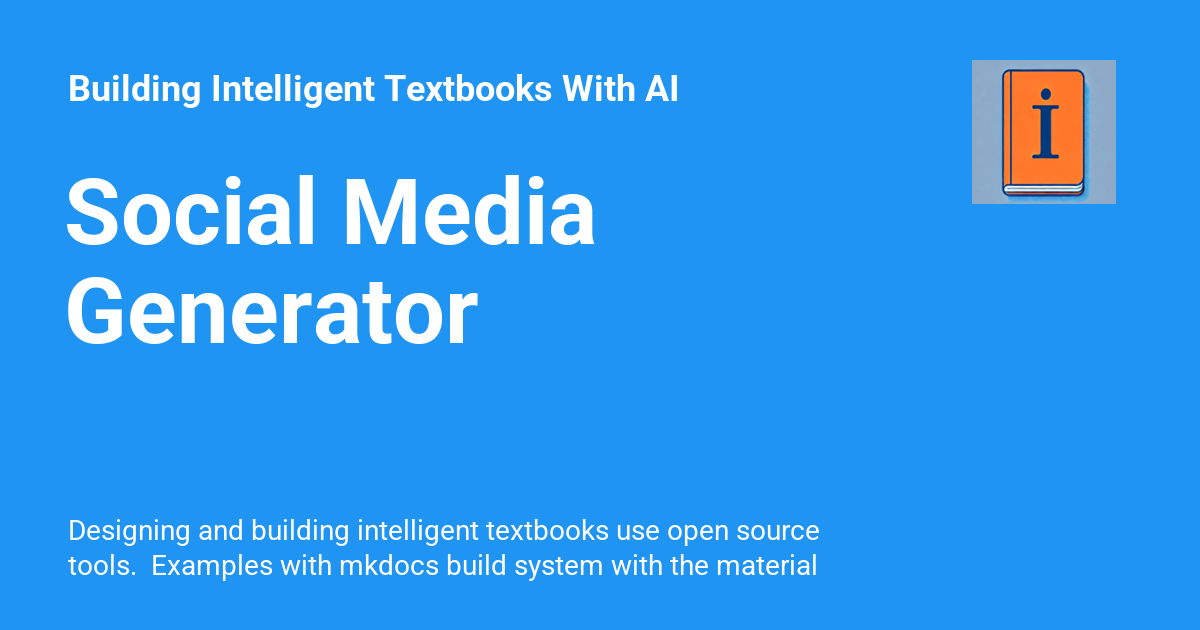 Building Intelligent Textbooks With AI
i
Social Media
Generator
Designing and building intelligent textbooks use open source
tools.  Examples with mkdocs build system with the material